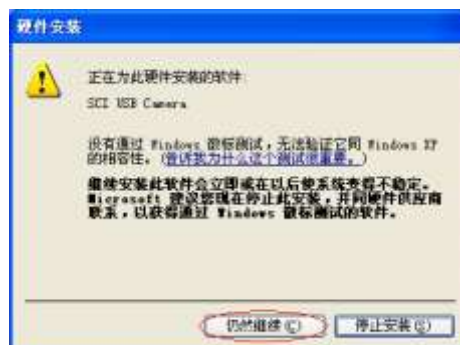 硬件安装
正在为此硬件安装的软件:
SCI USB Camera
没有通过 Windows 徽标测试，无法验证它同 Windows XP
的相容性。(告诉我为什么这个测试很重要。)
继续安装此软件会立即或在以后使系统变得不稳定。
Microsoft 建议您现在停止此安装，并同硬件供应商
联系，以获得通过 Windows 徽标测试的软件。
仍然继续(C) 停止安装(S)